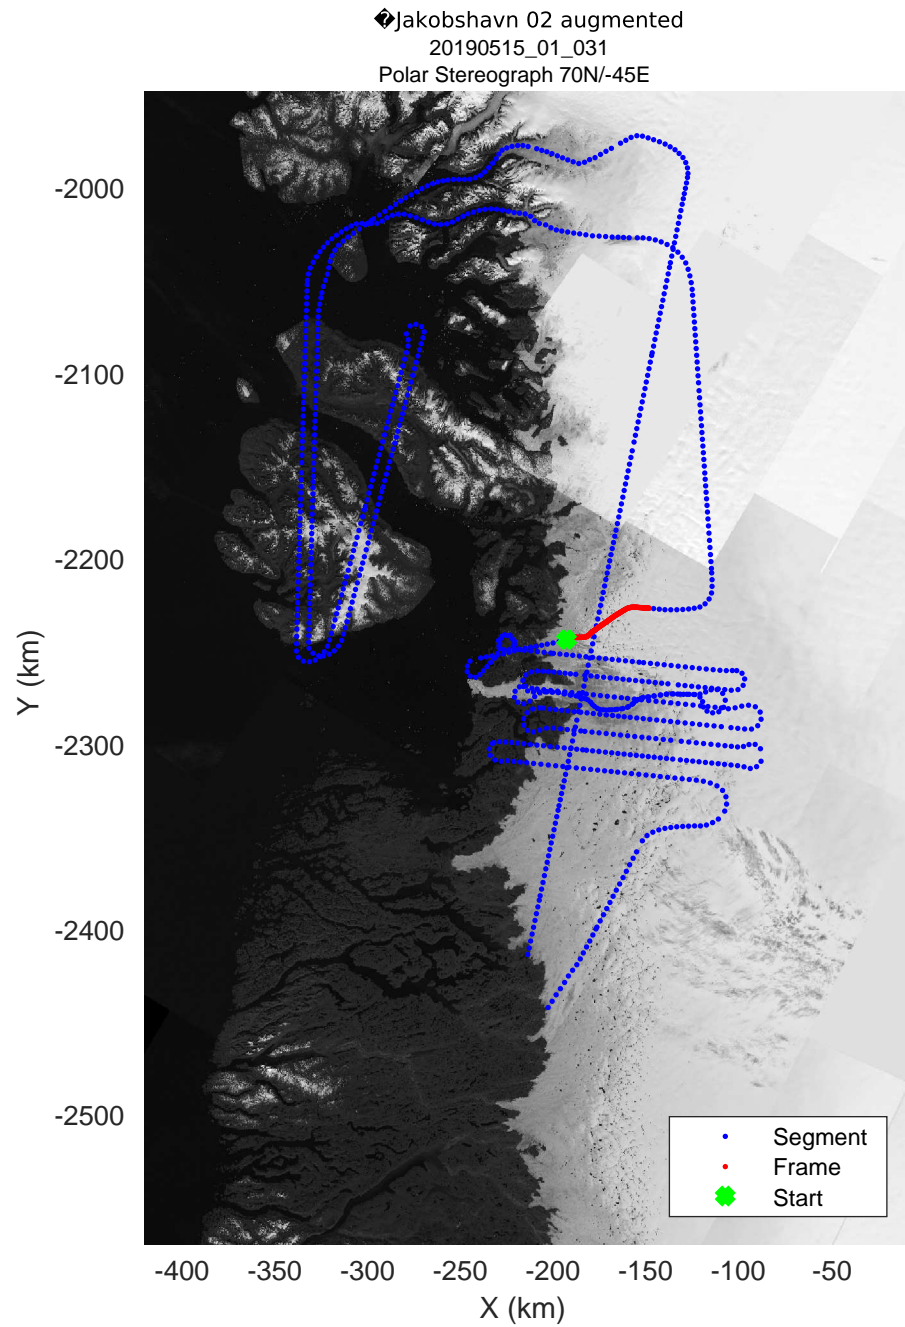 �Jakobshavn 02 augmented
20190515_01_031
Polar Stereograph 70N/-45E
-2000
-2100
-2200
-2300
-2400
-2500
Y (km)
-400 -350 -300 -250 -200 -150 -100 -50
X (km)
Segment
Frame
Start